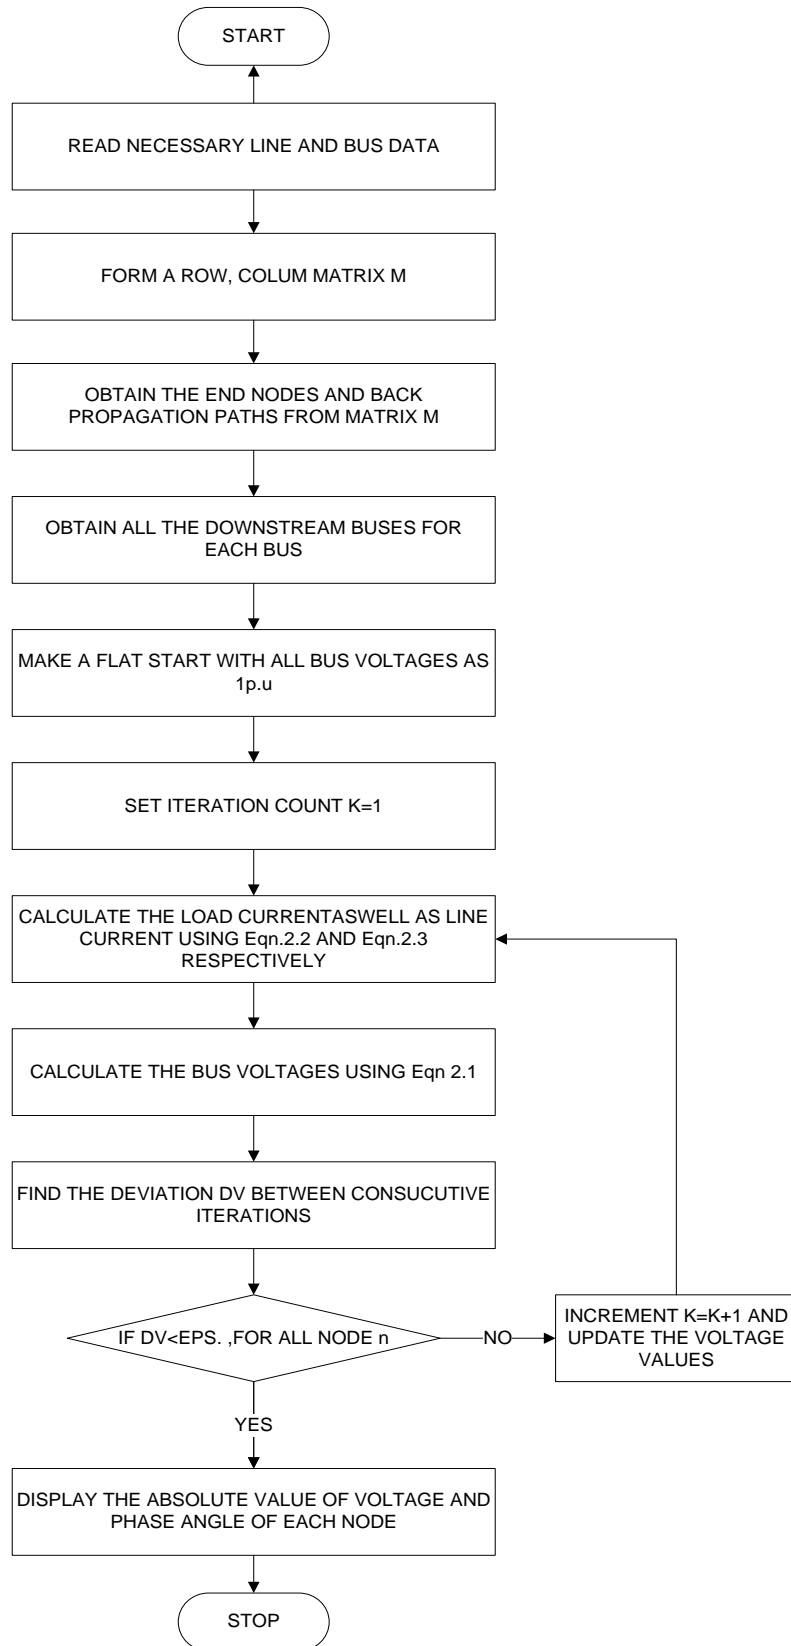 START
READ NECESSARY LINE AND BUS DATA
FORM A ROW, COLUM MATRIX M
OBTAIN THE END NODES AND BACK
PROPAGATION PATHS FROM MATRIX M
OBTAIN ALL THE DOWNSTREAM BUSES FOR
EACH BUS
MAKE A FLAT START WITH ALL BUS VOLTAGES AS
1p.u
SET ITERATION COUNT K=1
CALCULATE THE LOAD CURRENTASWELL AS LINE
CURRENT USING Eqn.2.2 AND Eqn.2.3
RESPECTIVELY
CALCULATE THE BUS VOLTAGES USING Eqn 2.1
FIND THE DEVIATION DV BETWEEN CONSUCUTIVE
ITERATIONS
IF DV<EPS. ,FOR ALL NODE n
NO
INCREMENT K=K+1 AND
UPDATE THE VOLTAGE
VALUES
YES
DISPLAY THE ABSOLUTE VALUE OF VOLTAGE AND
PHASE ANGLE OF EACH NODE
STOP